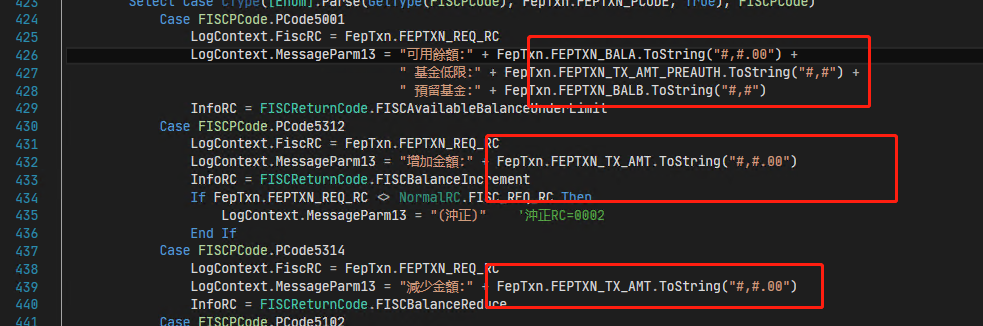 423 Select Case CType([Enum].Parse(GetType(FISCPCode), FepTxn.FEPTXN_PCODE, True), FISCPCode)
424 Case FISCPCode.PCode5001
425 LogContext.FiscRC = FepTxn.FEPTXN_REQ_RC
426 LogContext.MessageParm13 = "可用餘額:" + FepTxn.FEPTXN_BALA.ToString("#,#.00") +
427 " 基金低限:" + FepTxn.FEPTXN_TX_AMT_PREAUTH.ToString("#,#") +
428 " 預留基金:" + FepTxn.FEPTXN_BALB.ToString("#,#")
429 InfoRC = FISCReturnCode.FISCAvailableBalanceUnderLimit
430 Case FISCPCode.PCode5312
431 LogContext.FiscRC = FepTxn.FEPTXN_REQ_RC
432 LogContext.MessageParm13 = "增加金額:" + FepTxn.FEPTXN_TX_AMT.ToString("#,#.00")
433 InfoRC = FISCReturnCode.FISCBalanceIncrement
434 If FepTxn.FEPTXN_REQ_RC <> NormalRC.FISC_REQ_RC Then
435 LogContext.MessageParm13 = "(沖正)" '沖正RC=0002
436 End If
437 Case FISCPCode.PCode5314
438 LogContext.FiscRC = FepTxn.FEPTXN_REQ_RC
439 LogContext.MessageParm13 = "減少金額:" + FepTxn.FEPTXN_TX_AMT.ToString("#,#.00")
440 InfoRC = FISCReturnCode.FISCBalanceReduce
441 Case FISCPCode.PCode5102